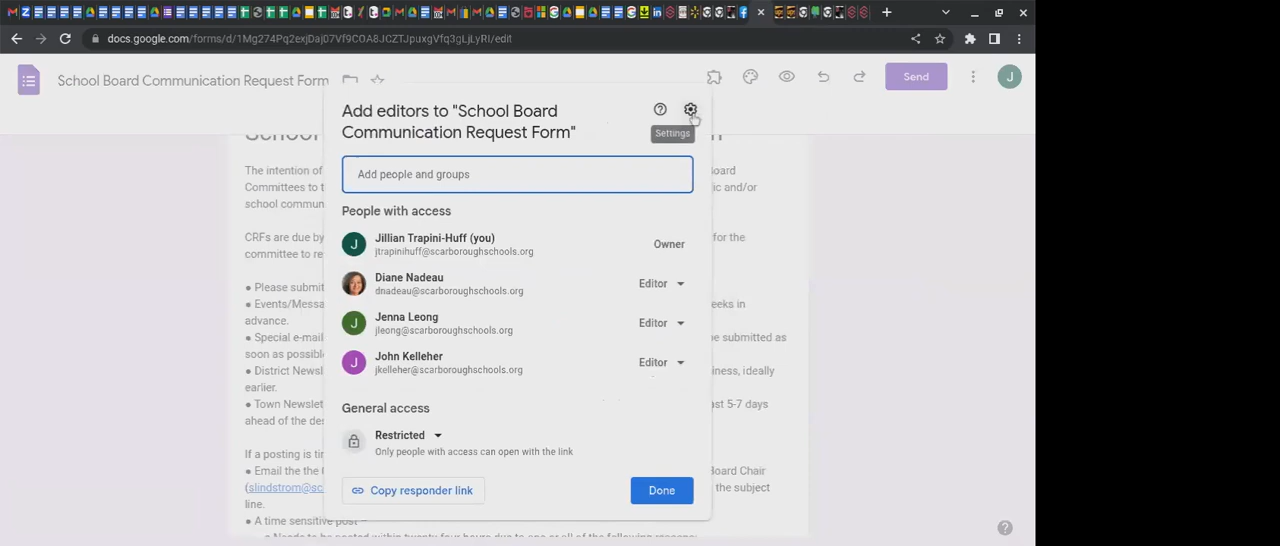 docs.google.com/forms/d/1Mg274Pq2exjDaj07Vf9COA8JCZTJpuxgVfq3gLjLyRI/edit
School Board Communication Request Form
Send
J
Add editors to "School Board
Communication Request Form"
Settings
Add people and groups
People with access
J
Jillian Trapini-Huff (you)
jtrapinihuff@scarboroughschools.org
Owner
Diane Nadeau
dnadeau@scarboroughschools.org
Editor
J
Jenna Leong
jleong@scarboroughschools.org
Editor
J
John Kelleher
jkelleher@scarboroughschools.org
Editor
General access
Restricted
Only people with access can open with the link
Copy responder link
Done
The intention of
Board
Committees to t
ic and/or
school commun
CRFs are due by
for the
committee to re
● Please submit
● Events/Messa
eeks in
advance.
● Special e-mail
be submitted as
soon as possibl
● District Newsl
iness, ideally
earlier.
● Town Newslet
ast 5-7 days
ahead of the des
If a posting is tin
● Email the the C
Board Chair
(slindstrom@sc
the subject
line.
● A time sensitive post